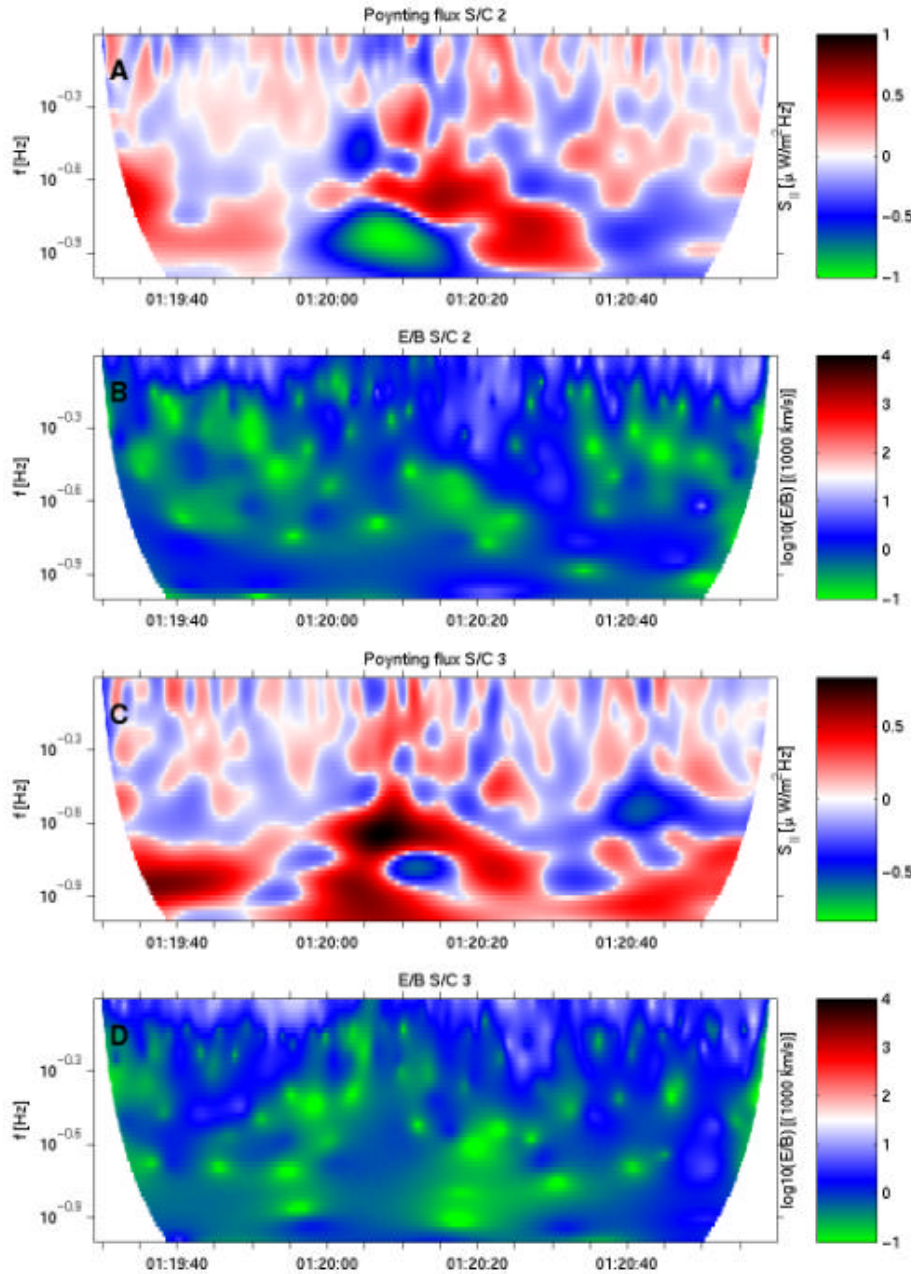 Poynting flux S/C 2
A
f [Hz]
10^-0.3
10^-0.6
10^-0.9
01:19:40 01:20:00 01:20:20 01:20:40
S_|| [μ W/m^2Hz]
1
0.5
0
-0.5
-1
E/B S/C 2
B
f [Hz]
10^-0.3
10^-0.6
10^-0.9
01:19:40 01:20:00 01:20:20 01:20:40
log10(E/B) [(1000 km/s)]
4
3
2
1
0
-1
Poynting flux S/C 3
C
f [Hz]
10^-0.3
10^-0.6
10^-0.9
01:19:40 01:20:00 01:20:20 01:20:40
S_|| [μ W/m^2Hz]
0.5
0
-0.5
E/B S/C 3
D
f [Hz]
10^-0.3
10^-0.6
10^-0.9
01:19:40 01:20:00 01:20:20 01:20:40
log10(E/B) [(1000 km/s)]
4
3
2
1
0
-1